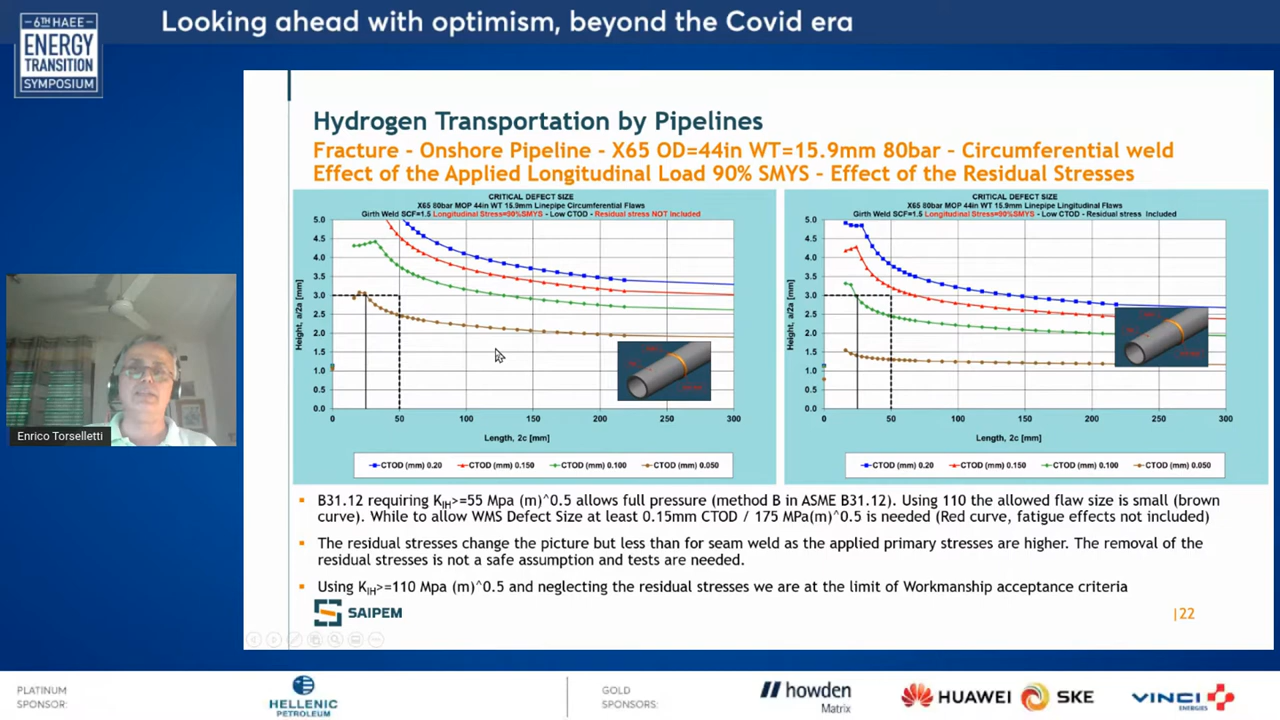 6TH HAEE
ENERGY
TRANSITION
SYMPOSIUM
Looking ahead with optimism, beyond the Covid era
Hydrogen Transportation by Pipelines
Fracture - Onshore Pipeline - X65 OD=44in WT=15.9mm 80bar – Circumferential weld
Effect of the Applied Longitudinal Load 90% SMYS – Effect of the Residual Stresses
CRITICAL DEFECT SIZE
X65 80bar MOP 44in WT 15.9mm Linepipe Circumferential Flaws
Girth Weld SCF=1.5 Longitudinal Stress=90%SMYS - Low CTOD - Residual stress NOT included
5.0
4.5
4.0
3.5
3.0
2.5
2.0
1.5
1.0
0.5
0.0
Height, a/2a [mm]
0 50 100 150 200 250 300
Length, 2c [mm]
CTOD (mm) 0.20 CTOD (mm) 0.150 CTOD (mm) 0.100 CTOD (mm) 0.050
CRITICAL DEFECT SIZE
X65 80bar MOP 44in WT 15.9mm Linepipe Longitudinal Flaws
Girth Weld SCF=1.5 Longitudinal Stress=90%SMYS - Low CTOD - Residual stress Included
5.0
4.5
4.0
3.5
3.0
2.5
2.0
1.5
1.0
0.5
0.0
Height, a/2a [mm]
0 50 100 150 200 250 300
Length, 2c [mm]
CTOD (mm) 0.20 CTOD (mm) 0.150 CTOD (mm) 0.100 CTOD (mm) 0.050
Enrico Torselletti
▪ B31.12 requiring KIH>=55 Mpa (m)^0.5 allows full pressure (method B in ASME B31.12). Using 110 the allowed flaw size is small (brown
curve). While to allow WMS Defect Size at least 0.15mm CTOD / 175 MPa(m)^0.5 is needed (Red curve, fatigue effects not included)
▪ The residual stresses change the picture but less than for seam weld as the applied primary stresses are higher. The removal of the
residual stresses is not a safe assumption and tests are needed.
▪ Using KIH>=110 Mpa (m)^0.5 and neglecting the residual stresses we are at the limit of Workmanship acceptance criteria
SAIPEM
|22
PLATINUM
SPONSOR:
HELLENIC
PETROLEUM
GOLD
SPONSORS:
howden
Matrix
HUAWEI
SKE
VINCI
ENERGIES